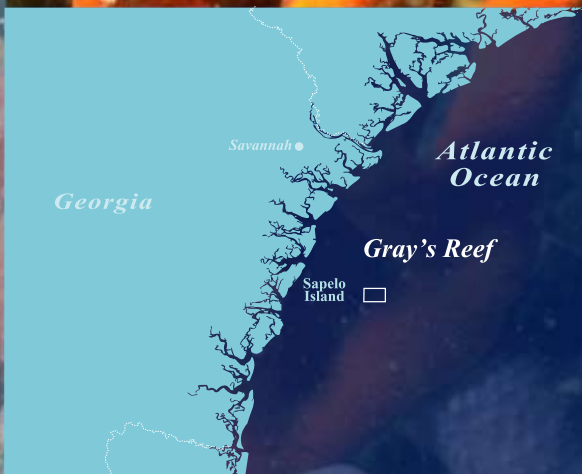 Savannah
Atlantic
Ocean
Georgia
Gray's Reef
Sapelo
Island